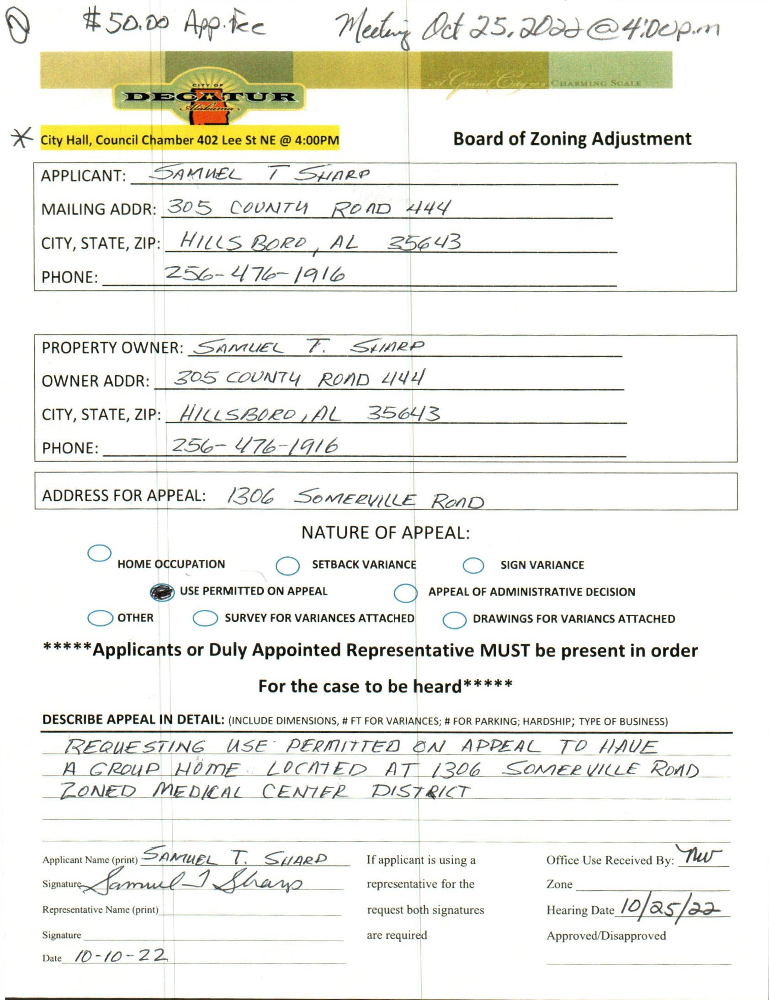 $50.00 App. Fee Meeting Oct 25, 2022 @ 4:00p.m
A Grand City on a CHARMING SCALE
CITY OF
DECATUR
Alabama
* City Hall, Council Chamber 402 Lee St NE @ 4:00PM Board of Zoning Adjustment
APPLICANT: SAMUEL T SHARP
MAILING ADDR: 305 COUNTY ROAD 444
CITY, STATE, ZIP: HILLSBORO, AL 35643
PHONE: 256-476-1916
PROPERTY OWNER: SAMUEL T. SHARP
OWNER ADDR: 305 COUNTY ROAD 444
CITY, STATE, ZIP: HILLSBORO, AL 35643
PHONE: 256-476-1916
ADDRESS FOR APPEAL: 1306 SOMERVILLE ROAD
NATURE OF APPEAL:
HOME OCCUPATION SETBACK VARIANCE SIGN VARIANCE
USE PERMITTED ON APPEAL APPEAL OF ADMINISTRATIVE DECISION
OTHER SURVEY FOR VARIANCES ATTACHED DRAWINGS FOR VARIANCS ATTACHED
*****Applicants or Duly Appointed Representative MUST be present in order
For the case to be heard*****
DESCRIBE APPEAL IN DETAIL: (INCLUDE DIMENSIONS, # FT FOR VARIANCES; # FOR PARKING; HARDSHIP; TYPE OF BUSINESS)
REQUESTING USE PERMITTED ON APPEAL TO HAVE
A GROUP HOME LOCATED AT 1306 SOMERVILLE ROAD
ZONED MEDICAL CENTER DISTRICT
Applicant Name (print) SAMUEL T. SHARP If applicant is using a Office Use Received By: NW
Signature Samuel T Sharp representative for the Zone
Representative Name (print) request both signatures Hearing Date 10/25/22
Signature are required Approved/Disapproved
Date 10-10-22